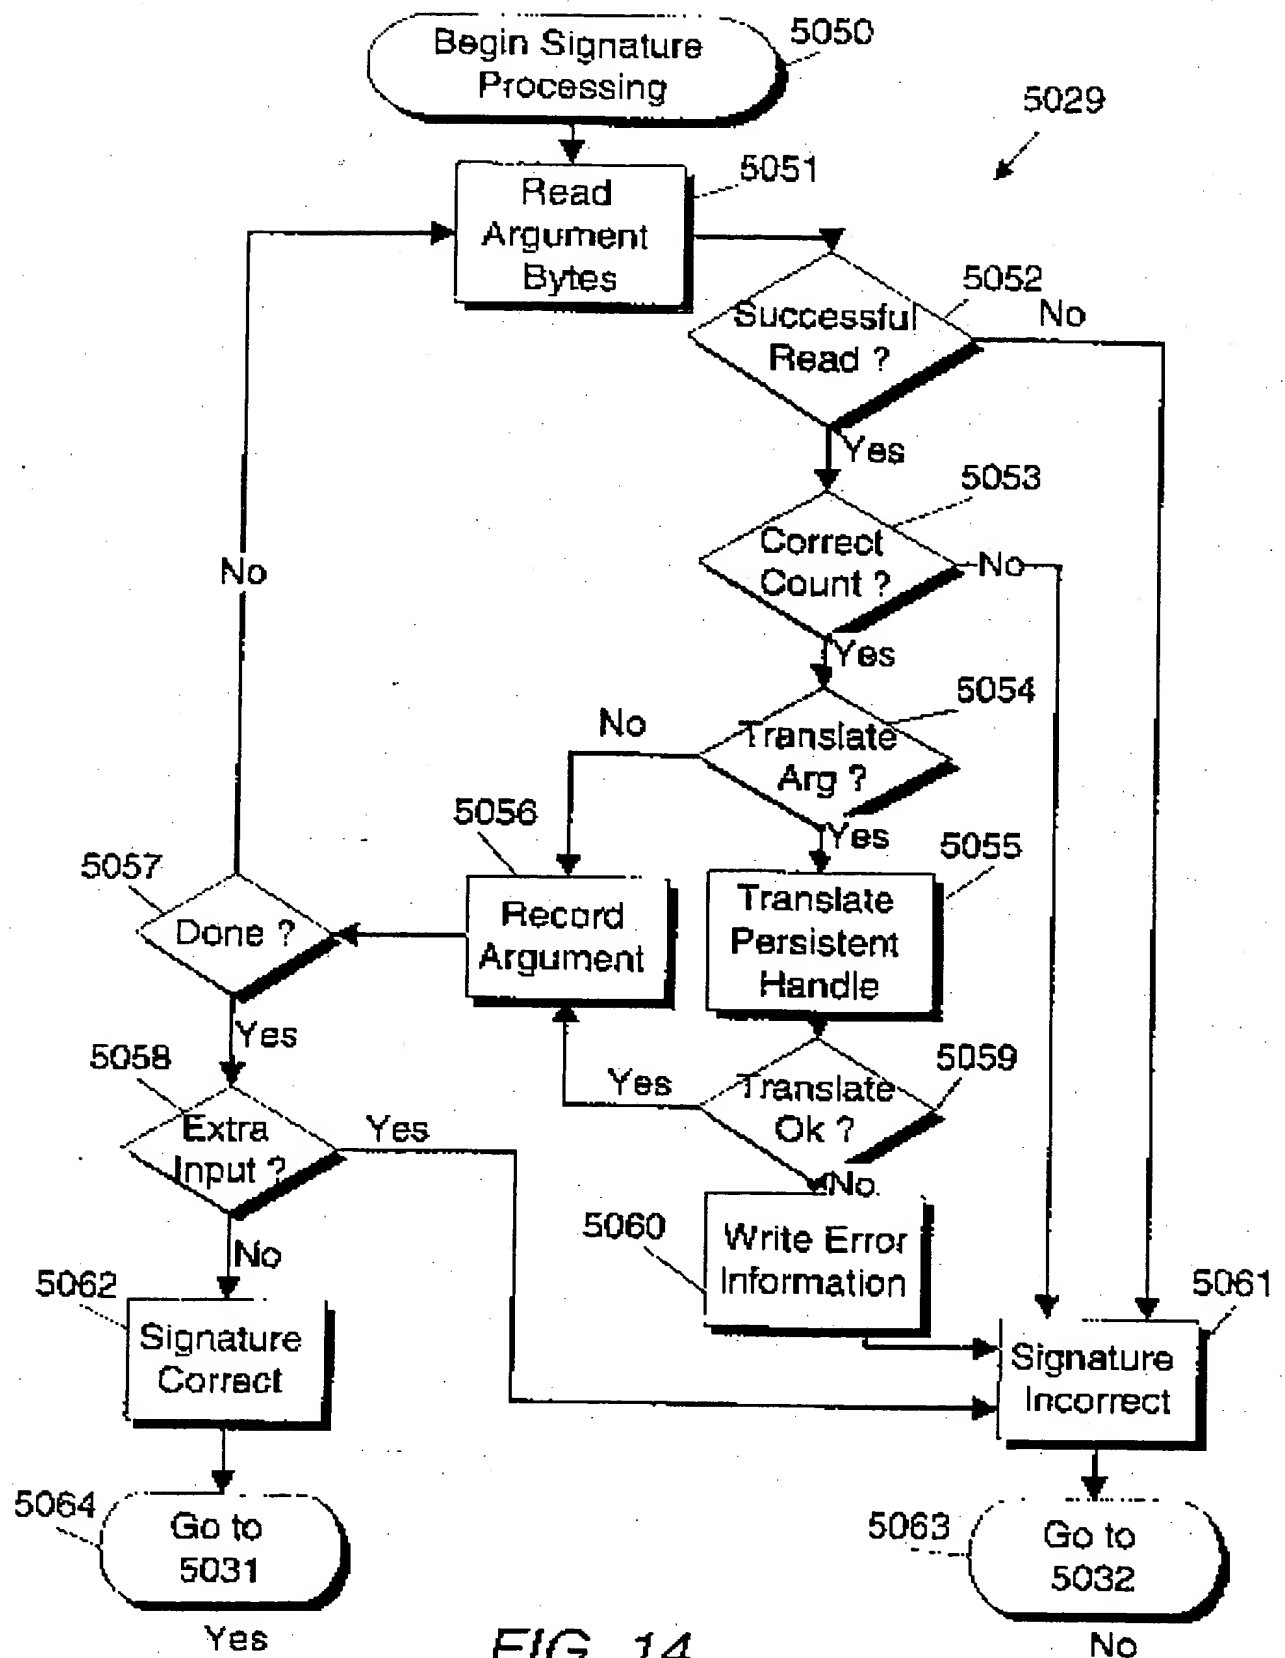 Begin Signature
Processing
5050
5029
Read
Argument
Bytes
5051
Successful
Read ?
5052
No
Yes
Correct
Count ?
5053
No
Yes
No
Translate
Arg ?
5054
No
Yes
5056
5055
5057
Done ?
Record
Argument
Translate
Persistent
Handle
Yes
5058
Extra
Input ?
Yes
Yes
Translate
Ok ?
5059
No
No
5060
Write Error
Information
5062
Signature
Correct
5061
Signature
Incorrect
5064
Go to
5031
Yes
5063
Go to
5032
No
FIG. 14